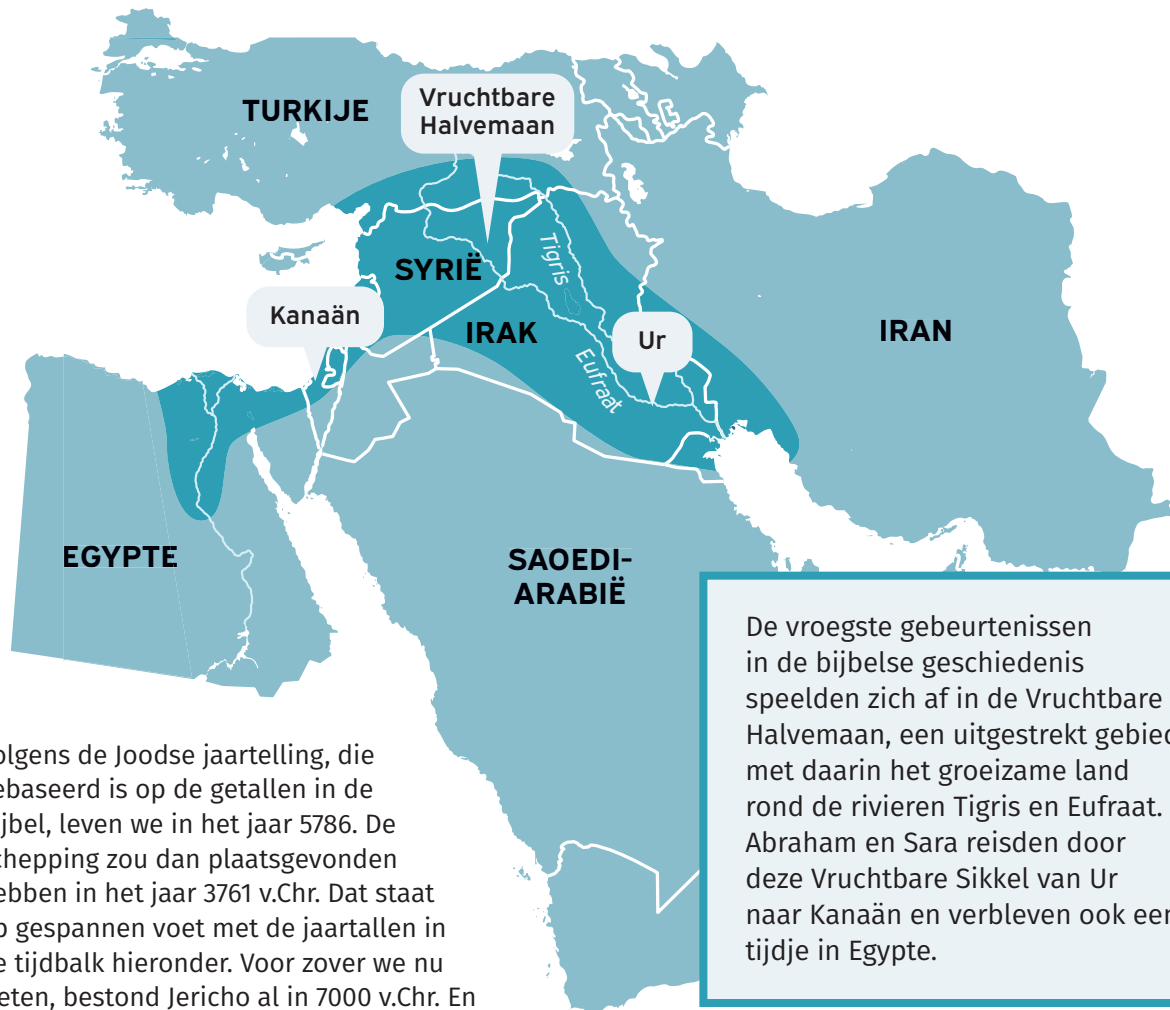 TURKIJE
Vruchtbare
Halvemaan
SYRIË
Tigris
Kanaän
IRAK
Ur
IRAN
Eufraat
EGYPTE
SAOEDI-
ARABIË
De vroegste gebeurtenissen
in de bijbelse geschiedenis
speelden zich af in de Vruchtbare
Halvemaan, een uitgestrekt gebied
met daarin het groeizame land
rond de rivieren Tigris en Eufraat.
Abraham en Sara reisden door
deze Vruchtbare Sikkel van Ur
naar Kanaän en verbleven ook een
tijdje in Egypte.
olgens de Joodse jaartelling, die
ebaseerd is op de getallen in de
jbel, leven we in het jaar 5786. De
chepping zou dan plaatsgevonden
ebben in het jaar 3761 v.Chr. Dat staat
p gespannen voet met de jaartallen in
e tijdbalk hieronder. Voor zover we nu
eten, bestond Jericho al in 7000 v.Chr. En